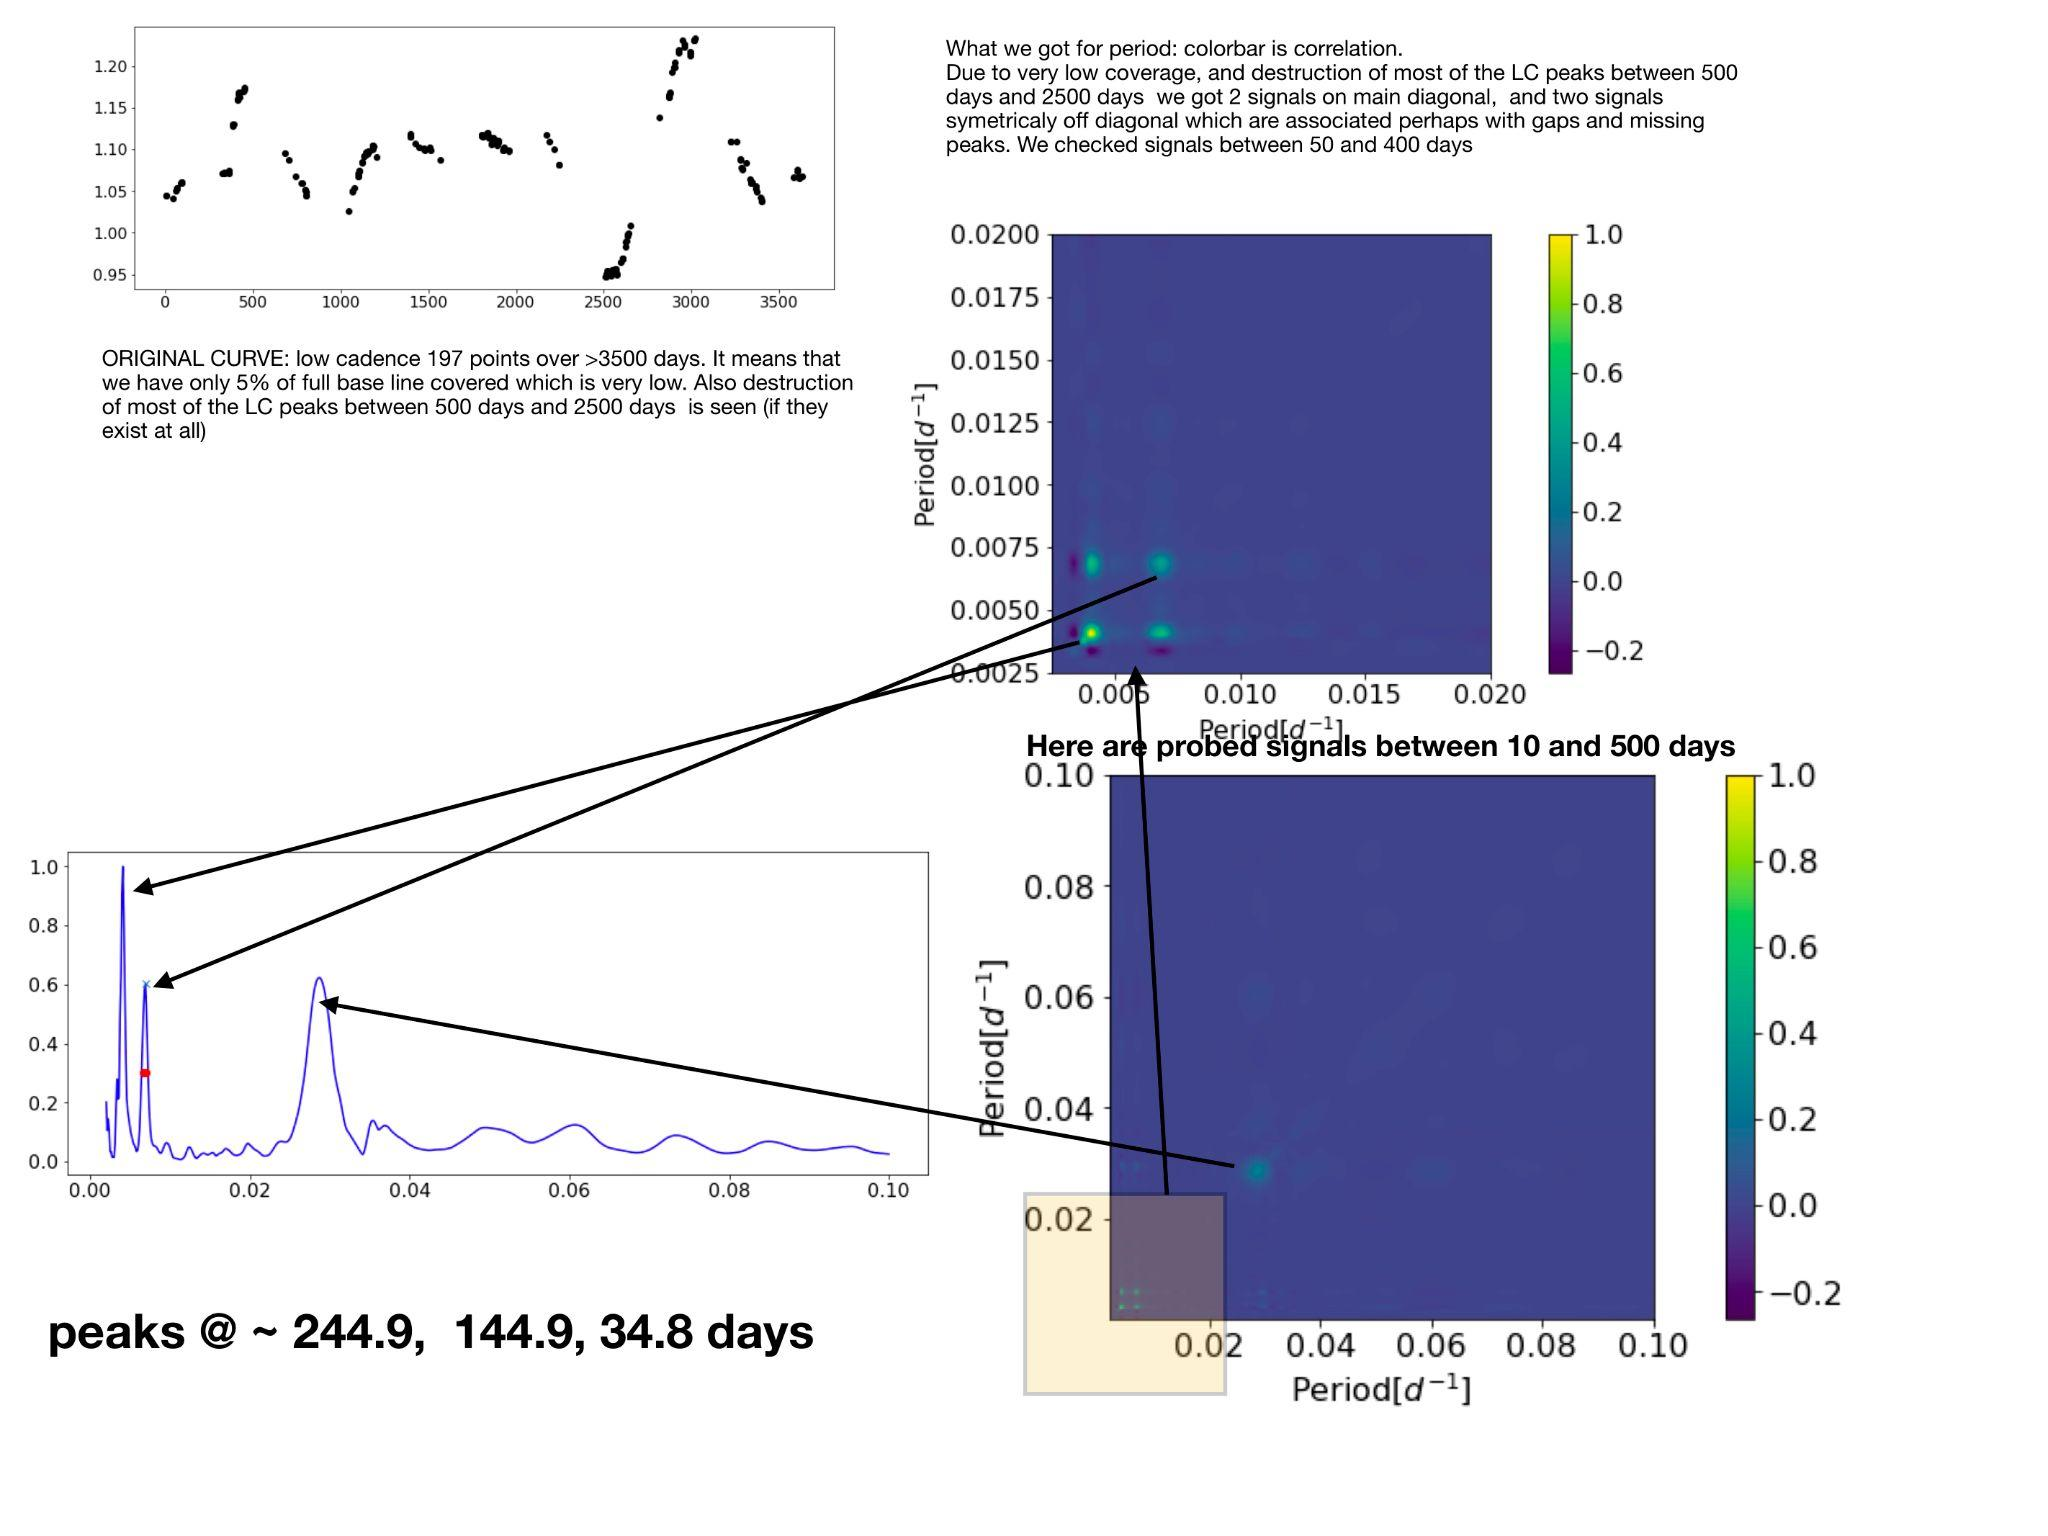 1.20
1.15
1.10
1.05
1.00
0.95
0 500 1000 1500 2000 2500 3000 3500
ORIGINAL CURVE: low cadence 197 points over >3500 days. It means that
we have only 5% of full base line covered which is very low. Also destruction
of most of the LC peaks between 500 days and 2500 days is seen (if they
exist at all)
What we got for period: colorbar is correlation.
Due to very low coverage, and destruction of most of the LC peaks between 500
days and 2500 days we got 2 signals on main diagonal, and two signals
symetricaly off diagonal which are associated perhaps with gaps and missing
peaks. We checked signals between 50 and 400 days
0.0200
0.0175
0.0150
0.0125
0.0100
0.0075
0.0050
0.0025
Period[d⁻¹]
0.005 0.010 0.015 0.020
Period[d⁻¹]
1.0
0.8
0.6
0.4
0.2
0.0
−0.2
Here are probed signals between 10 and 500 days
0.10
0.08
0.06
0.04
0.02
Period[d⁻¹]
0.02 0.04 0.06 0.08 0.10
Period[d⁻¹]
1.0
0.8
0.6
0.4
0.2
0.0
−0.2
1.0
0.8
0.6
0.4
0.2
0.0
0.00 0.02 0.04 0.06 0.08 0.10
peaks @ ~ 244.9, 144.9, 34.8 days